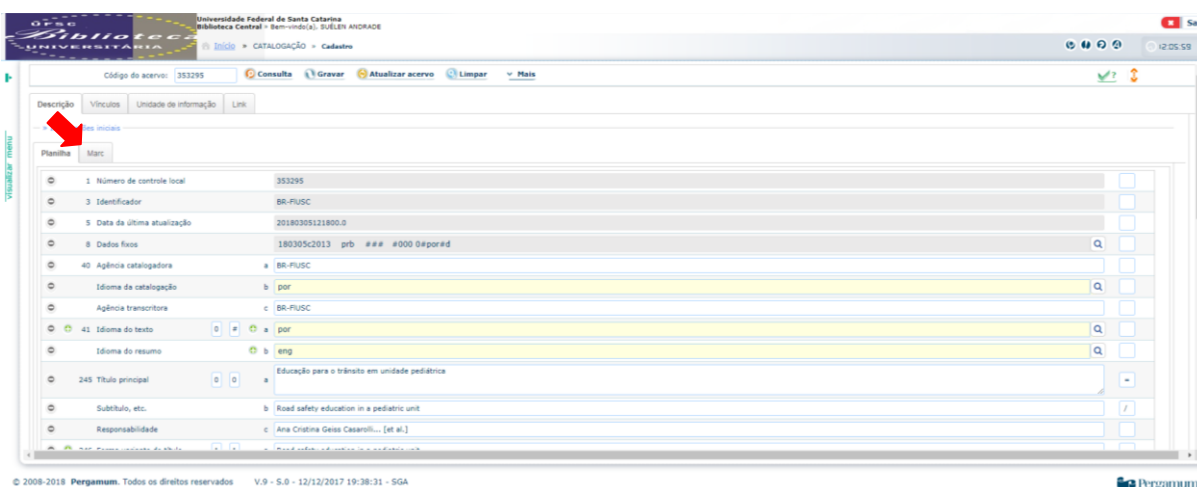 UFSC
Biblioteca
UNIVERSITÁRIA
Universidade Federal de Santa Catarina
Biblioteca Central - Bem-vindo(a). SUÉLEN ANDRADE
Início » CATALOGAÇÃO » Cadastro
12:05:59
Código do acervo: 353295 Consulta Gravar Atualizar acervo Limpar Mais
visualizar menu
Descrição Vínculos Unidade de informação Link
iniciais
Planilha Marc
1 Número de controle local 353295
3 Identificador BR-FlUSC
5 Data da última atualização 20180305121800.0
8 Dados fixos 180305c2013 prb ### #000 0#por#d
40 Agência catalogadora a BR-FlUSC
Idioma da catalogação b por
Agência transcritora c BR-FlUSC
41 Idioma do texto 0 # a por
Idioma do resumo b eng
245 Título principal 0 0 a Educação para o trânsito em unidade pediátrica
Subtítulo, etc. b Road safety education in a pediatric unit /
Responsabilidade c Ana Cristina Geiss Casarolli... [et al.]
© 2008-2018 Pergamum. Todos os direitos reservados V.9 - S.0 - 12/12/2017 19:38:31 - SGA
Pergamum